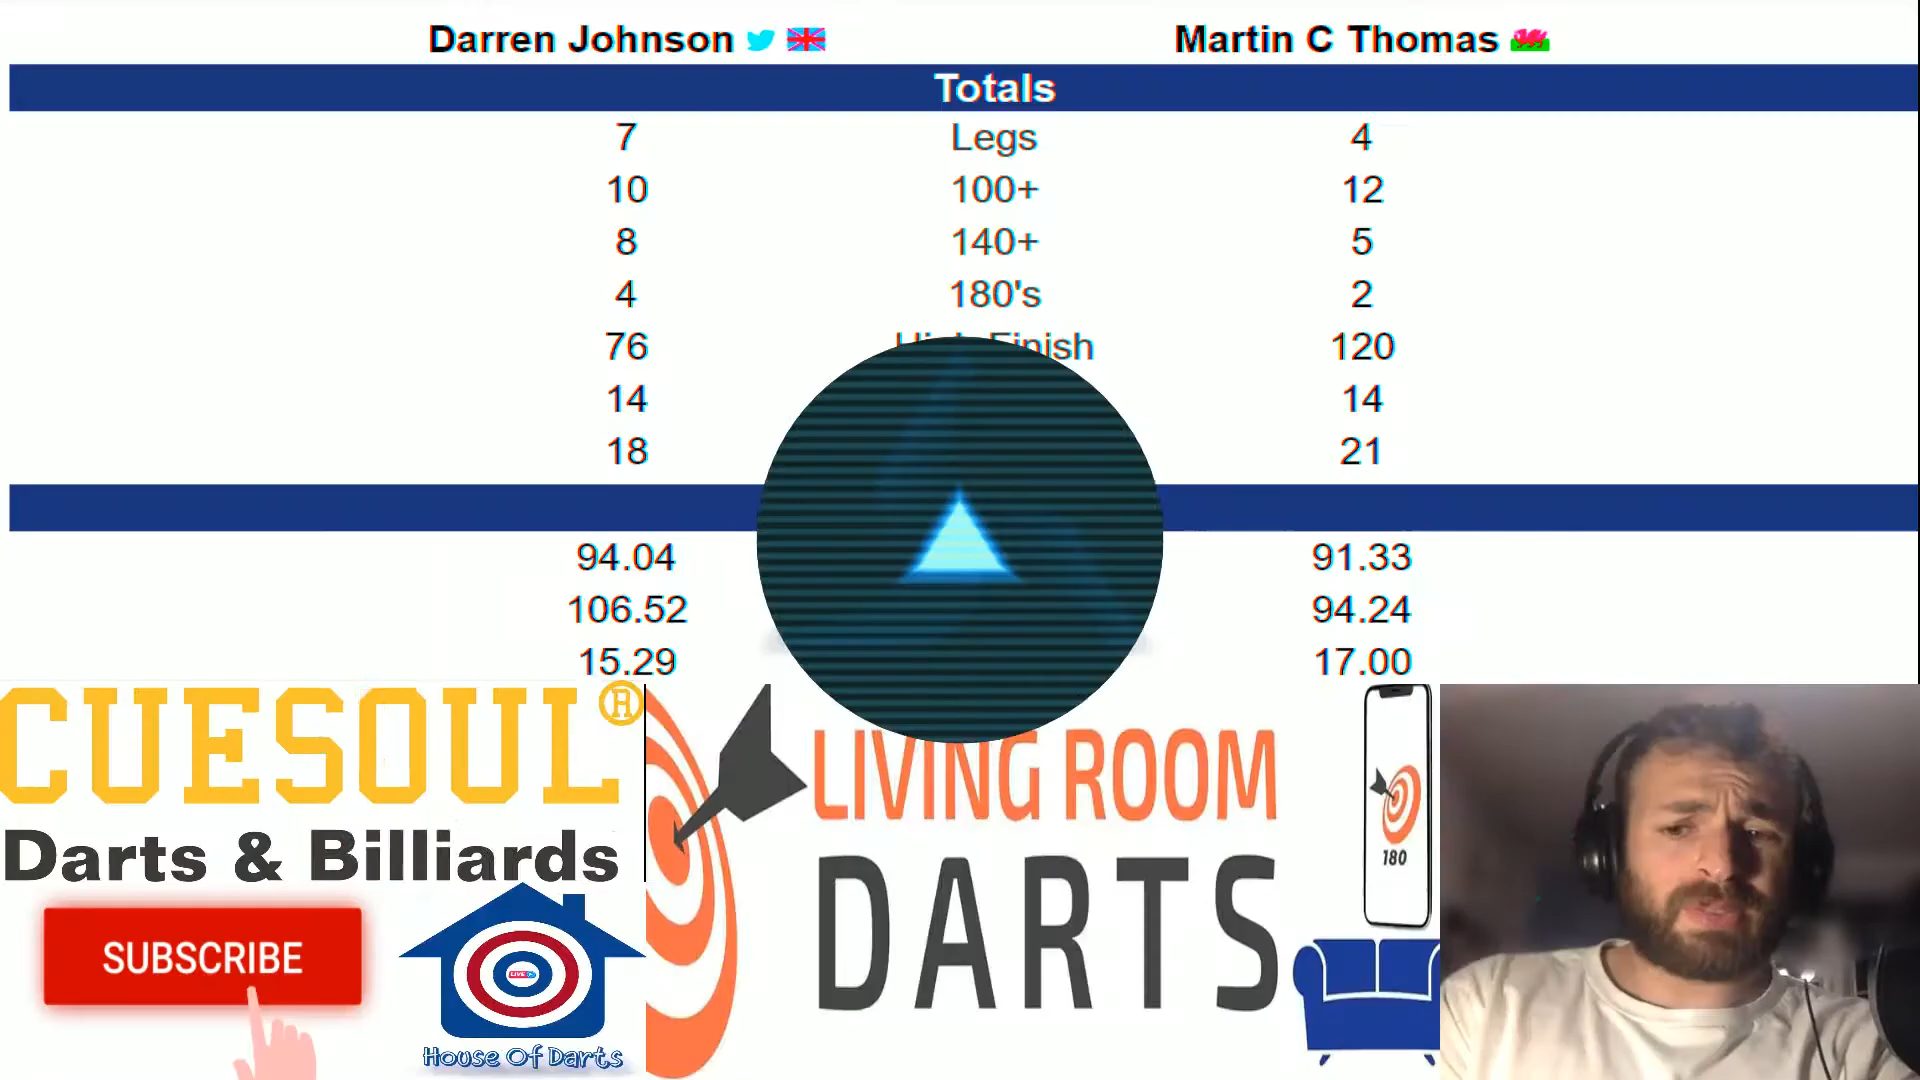 Darren Johnson Martin C Thomas
Totals
7 Legs 4
10 100+ 12
8 140+ 5
4 180's 2
76 Finish 120
14 14
18 21
94.04 91.33
106.52 94.24
15.29 17.00
CUESOUL®
Darts & Billiards
SUBSCRIBE
LIVE
House Of Darts
LIVING ROOM
DARTS
180